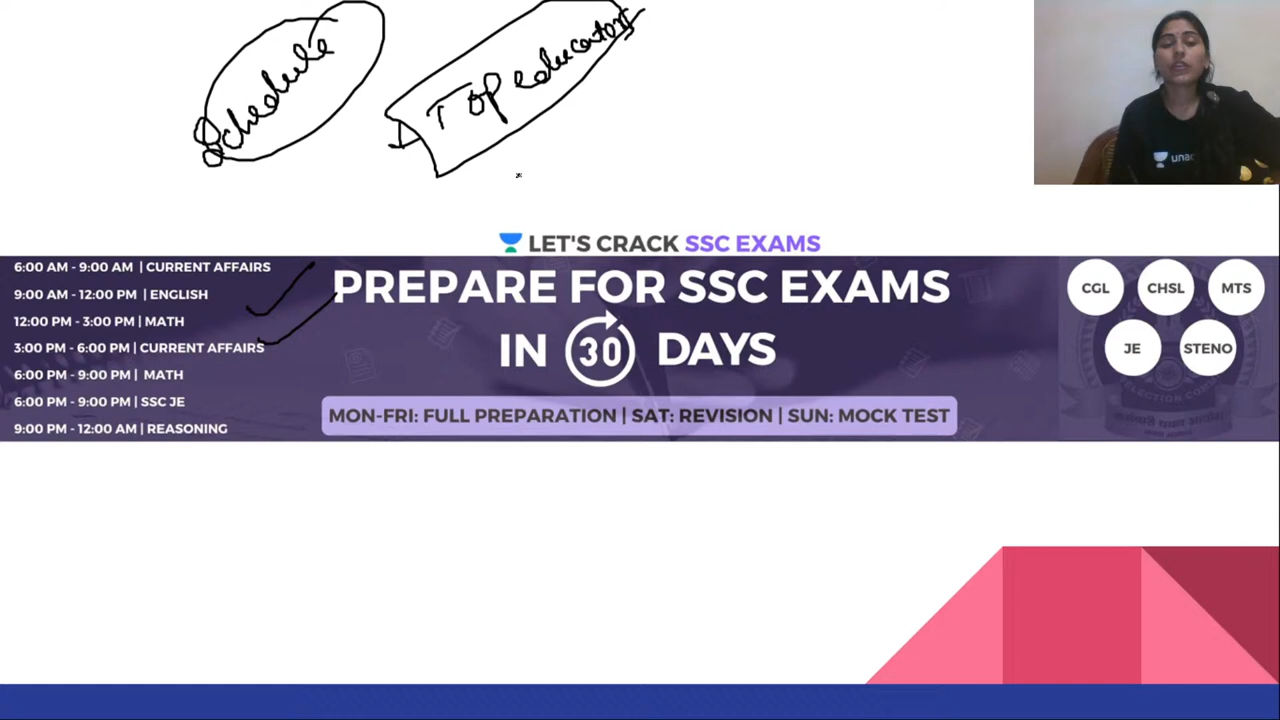 Schedule
Top educators
unac
LET'S CRACK SSC EXAMS
6:00 AM - 9:00 AM | CURRENT AFFAIRS
9:00 AM - 12:00 PM | ENGLISH
12:00 PM - 3:00 PM | MATH
3:00 PM - 6:00 PM | CURRENT AFFAIRS
6:00 PM - 9:00 PM | MATH
6:00 PM - 9:00 PM | SSC JE
9:00 PM - 12:00 AM | REASONING
PREPARE FOR SSC EXAMS
IN 30 DAYS
MON-FRI: FULL PREPARATION | SAT: REVISION | SUN: MOCK TEST
CGL CHSL MTS
JE STENO